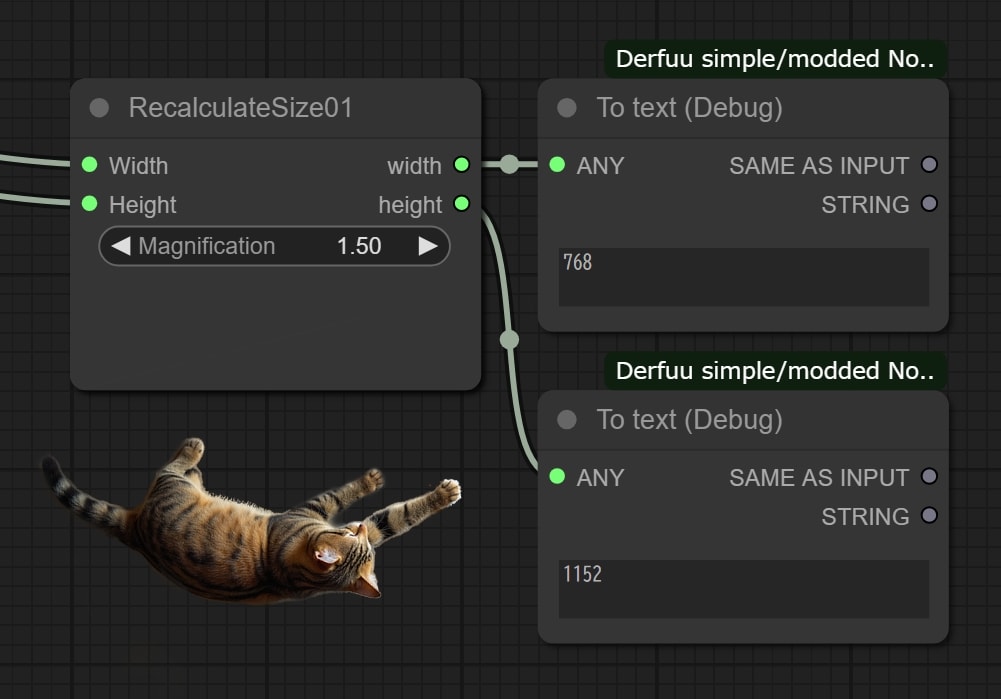 RecalculateSize01
Width
width
Height
height
Magnification 1.50
Derfuu simple/modded No..
To text (Debug)
ANY
SAME AS INPUT
STRING
768
Derfuu simple/modded No..
To text (Debug)
ANY
SAME AS INPUT
STRING
1152